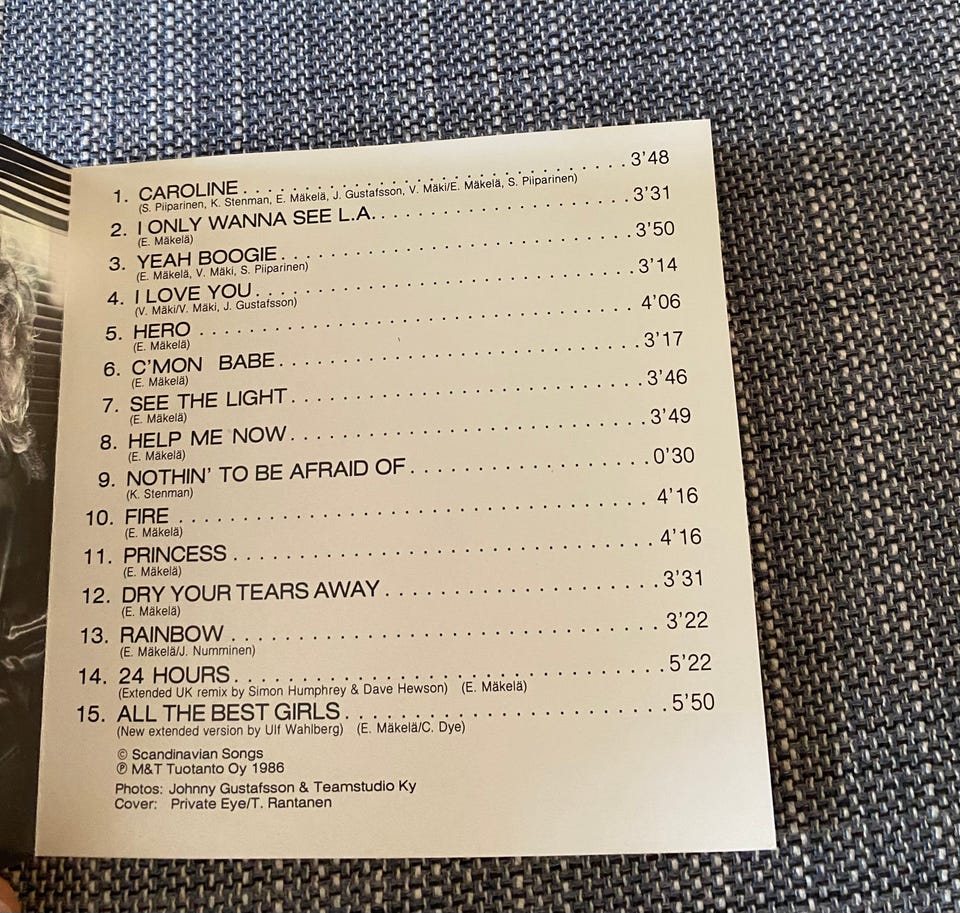 1. CAROLINE . . . . . . . . . . . . . . . . . . . . . . . . . . . . . . 3'48
(S. Piiparinen, K. Stenman, E. Mäkelä, J. Gustafsson, V. Mäki/E. Mäkelä, S. Piiparinen)
2. I ONLY WANNA SEE L.A. . . . . . . . . . . . . . . . . . . . . 3'31
(E. Mäkelä)
3. YEAH BOOGIE . . . . . . . . . . . . . . . . . . . . . . . . . . . . 3'50
(E. Mäkelä, V. Mäki, S. Piiparinen)
4. I LOVE YOU . . . . . . . . . . . . . . . . . . . . . . . . . . . . . . 3'14
(V. Mäki/V. Mäki, J. Gustafsson)
5. HERO . . . . . . . . . . . . . . . . . . . . . . . . . . . . . . . . . . . 4'06
(E. Mäkelä)
6. C'MON BABE . . . . . . . . . . . . . . . . . . . . . . . . . . . . . 3'17
(E. Mäkelä)
7. SEE THE LIGHT . . . . . . . . . . . . . . . . . . . . . . . . . . . . 3'46
(E. Mäkelä)
8. HELP ME NOW . . . . . . . . . . . . . . . . . . . . . . . . . . . . 3'49
(E. Mäkelä)
9. NOTHIN' TO BE AFRAID OF . . . . . . . . . . . . . . . . . . . 0'30
(K. Stenman)
10. FIRE . . . . . . . . . . . . . . . . . . . . . . . . . . . . . . . . . . . . 4'16
(E. Mäkelä)
11. PRINCESS . . . . . . . . . . . . . . . . . . . . . . . . . . . . . . . . 4'16
(E. Mäkelä)
12. DRY YOUR TEARS AWAY . . . . . . . . . . . . . . . . . . . . . 3'31
(E. Mäkelä)
13. RAINBOW . . . . . . . . . . . . . . . . . . . . . . . . . . . . . . . . 3'22
(E. Mäkelä/J. Numminen)
14. 24 HOURS . . . . . . . . . . . . . . . . . . . . . . . . . . . . . . . . 5'22
(Extended UK remix by Simon Humphrey & Dave Hewson) (E. Mäkelä)
15. ALL THE BEST GIRLS . . . . . . . . . . . . . . . . . . . . . . . . 5'50
(New extended version by Ulf Wahlberg) (E. Mäkelä/C. Dye)
© Scandinavian Songs
℗ M&T Tuotanto Oy 1986
Photos: Johnny Gustafsson & Teamstudio Ky
Cover: Private Eye/T. Rantanen